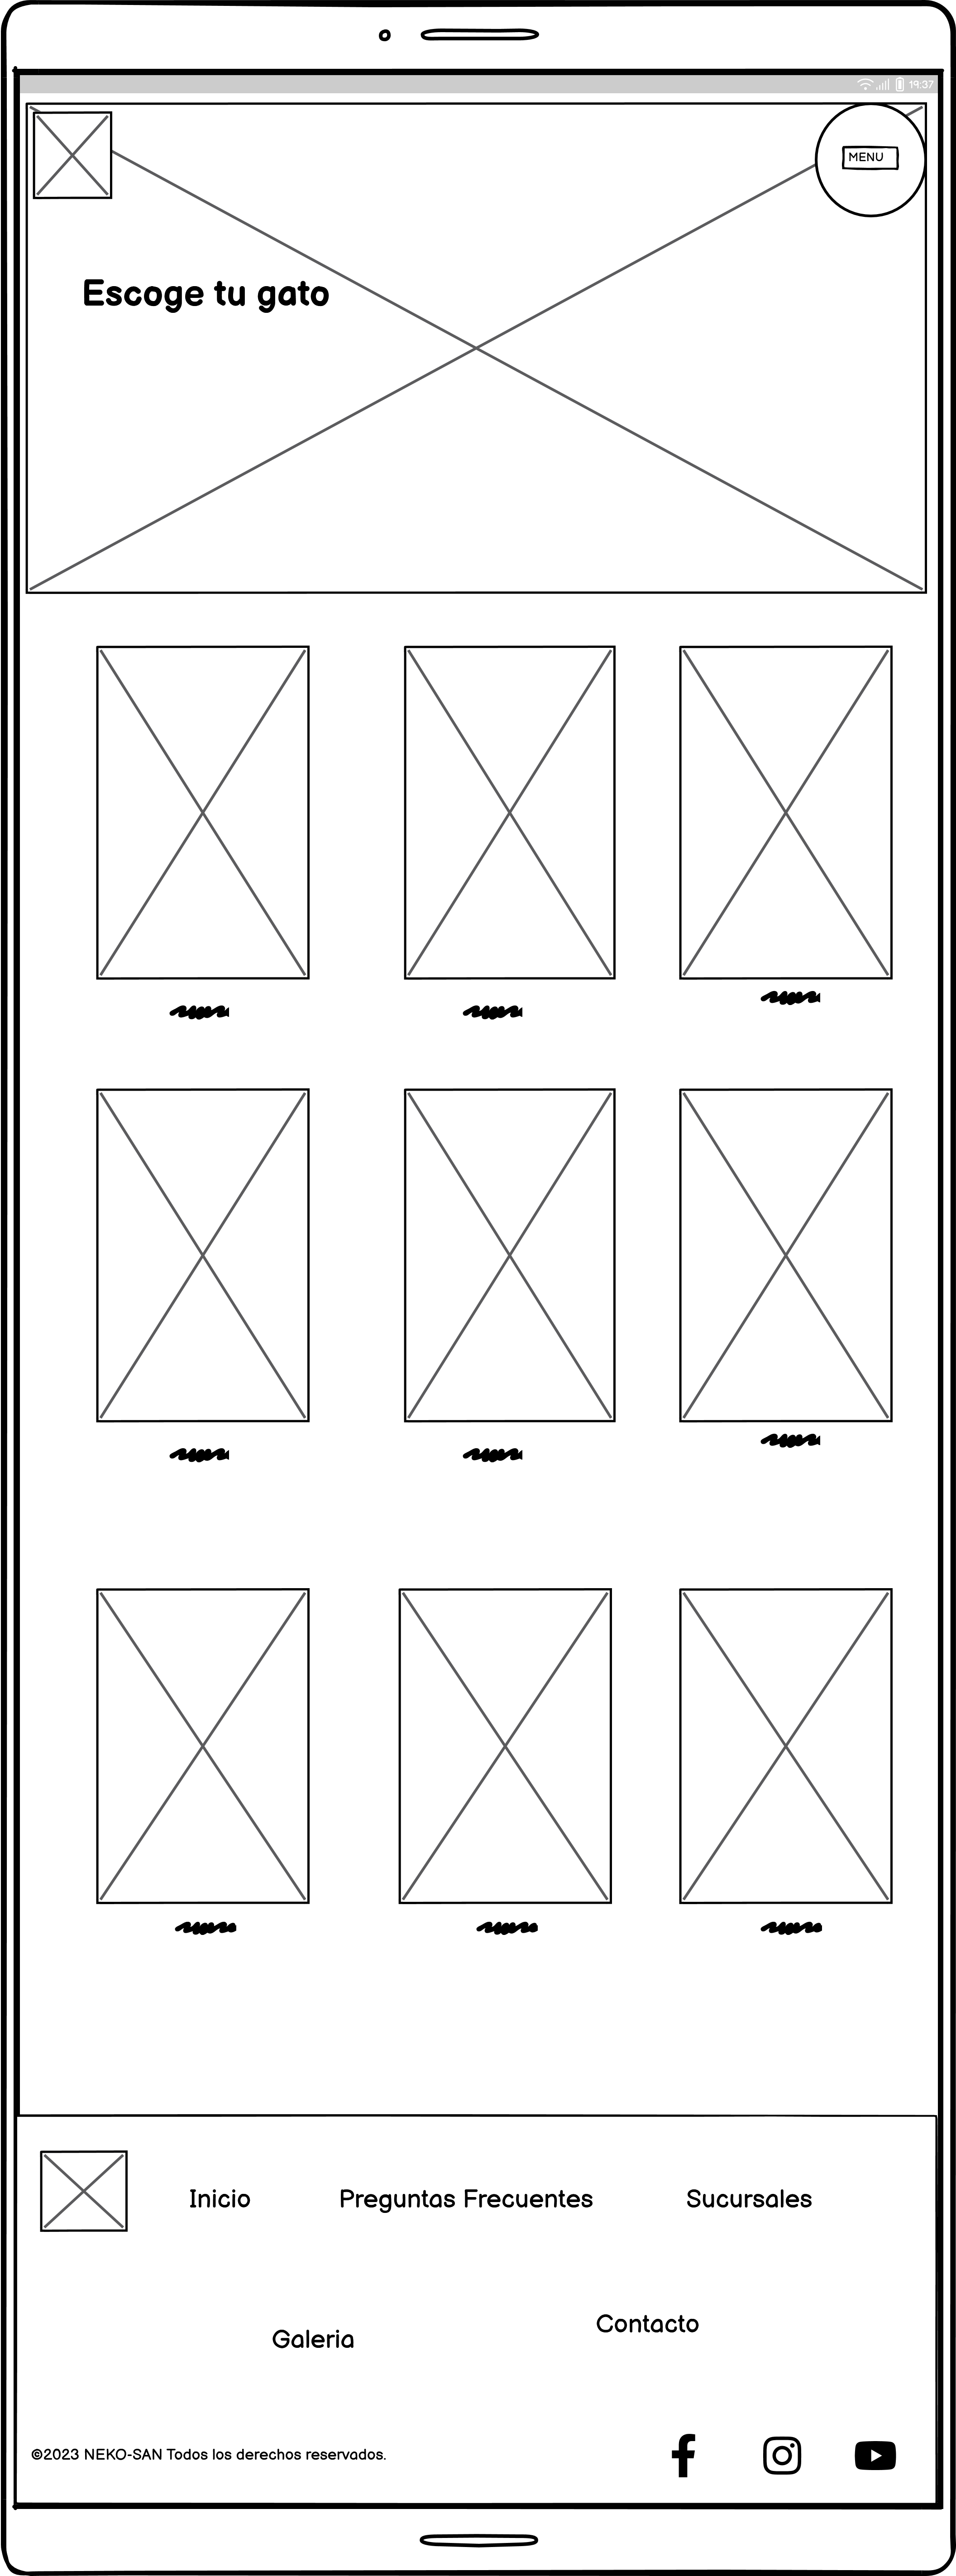 19:37
MENU
Escoge tu gato
Inicio
Preguntas Frecuentes
Sucursales
Galeria
Contacto
©2023 NEKO-SAN Todos los derechos reservados.